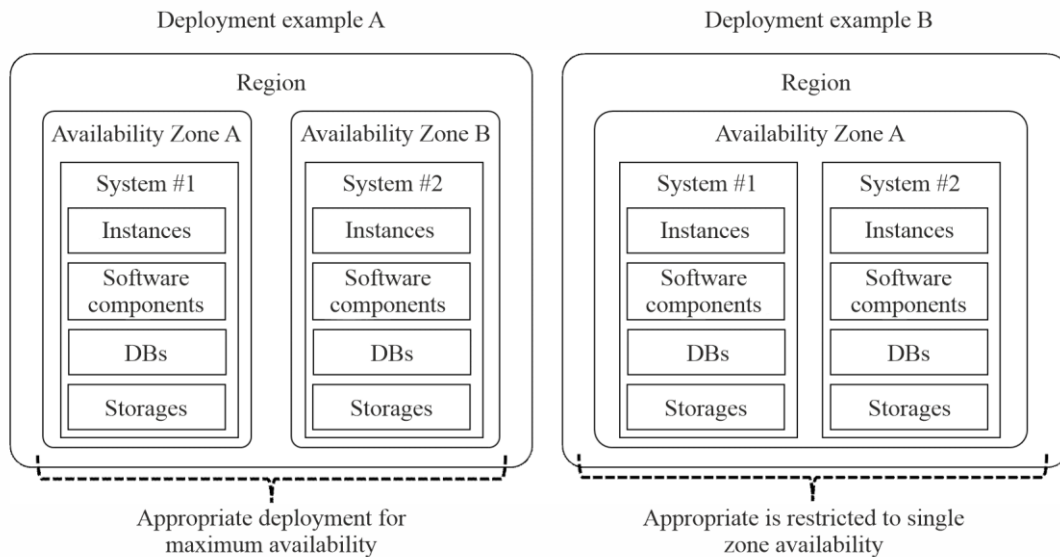 Deployment example A
Region
Availability Zone A
System #1
Instances
Software
components
DBs
Storages
Availability Zone B
System #2
Instances
Software
components
DBs
Storages
Appropriate deployment for
maximum availability
Deployment example B
Region
Availability Zone A
System #1
Instances
Software
components
DBs
Storages
System #2
Instances
Software
components
DBs
Storages
Appropriate is restricted to single
zone availability